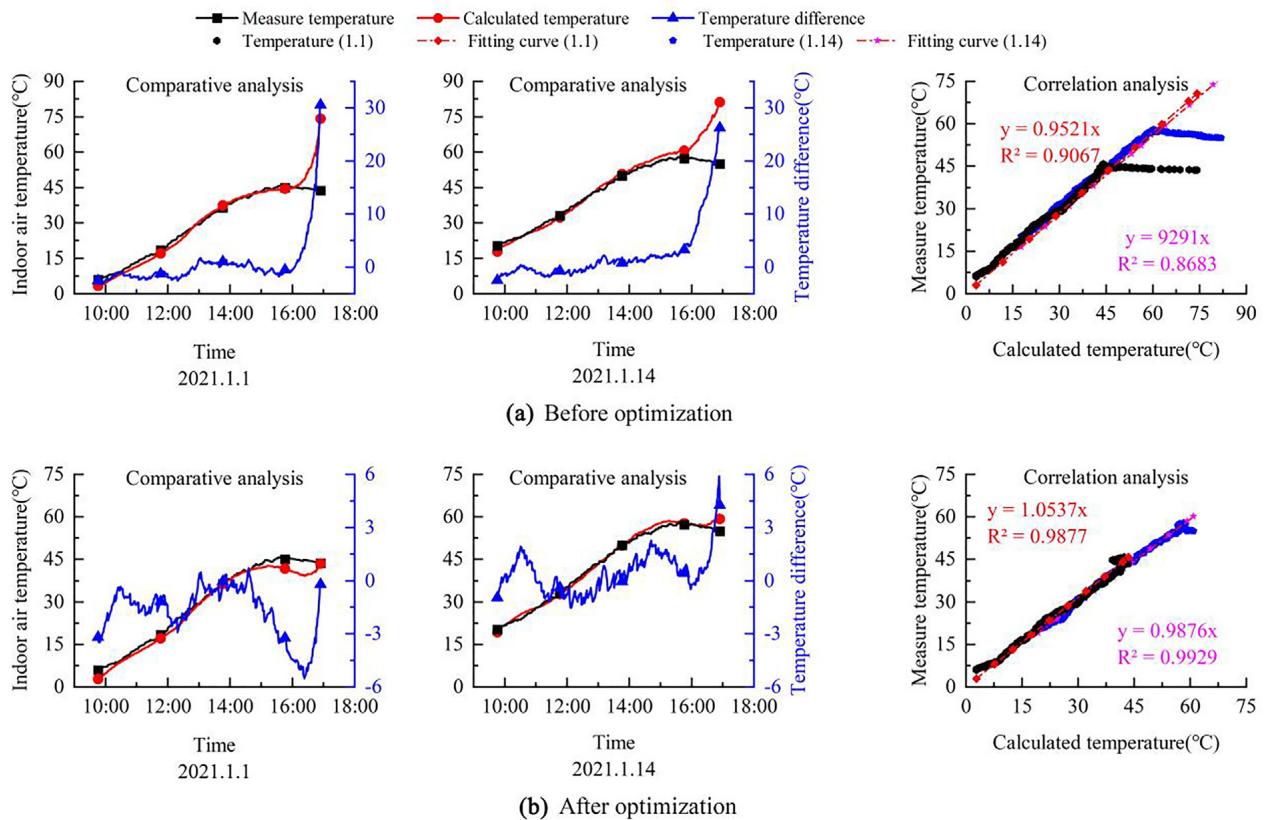 Measure temperature Calculated temperature Temperature difference
Temperature (1.1) Fitting curve (1.1) Temperature (1.14) Fitting curve (1.14)
Comparative analysis
Indoor air temperature(℃)
90
75
60
45
30
15
0
30
20
10
0
10:00 12:00 14:00 16:00 18:00
Time
2021.1.1
Comparative analysis
90
75
60
45
30
15
0
Temperature difference(℃)
30
20
10
0
10:00 12:00 14:00 16:00 18:00
Time
2021.1.14
Correlation analysis
Measure temperature(℃)
75
60
45
30
15
0
y = 0.9521x
R² = 0.9067
y = 9291x
R² = 0.8683
0 15 30 45 60 75 90
Calculated temperature(℃)
(a) Before optimization
Comparative analysis
Indoor air temperature(℃)
75
60
45
30
15
0
6
3
0
-3
-6
10:00 12:00 14:00 16:00 18:00
Time
2021.1.1
Comparative analysis
75
60
45
30
15
0
Temperature difference(℃)
6
3
0
-3
-6
10:00 12:00 14:00 16:00 18:00
Time
2021.1.14
Correlation analysis
Measure temperature(℃)
75
60
45
30
15
0
y = 1.0537x
R² = 0.9877
y = 0.9876x
R² = 0.9929
0 15 30 45 60 75
Calculated temperature(℃)
(b) After optimization